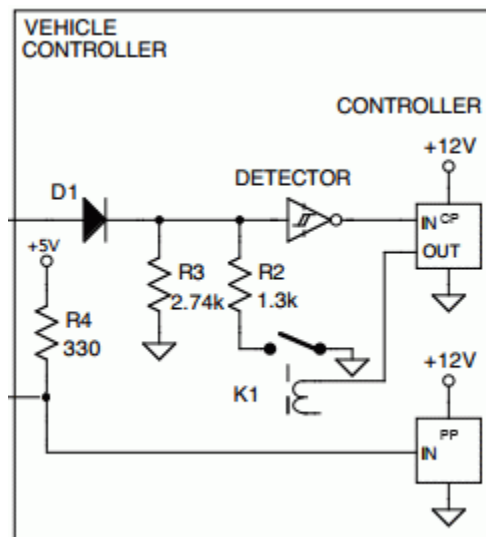 VEHICLE
CONTROLLER
CONTROLLER
+12V
DETECTOR
D1
IN CP
OUT
+5V
R3
2.74k
R2
1.3k
R4
330
+12V
K1
PP
IN